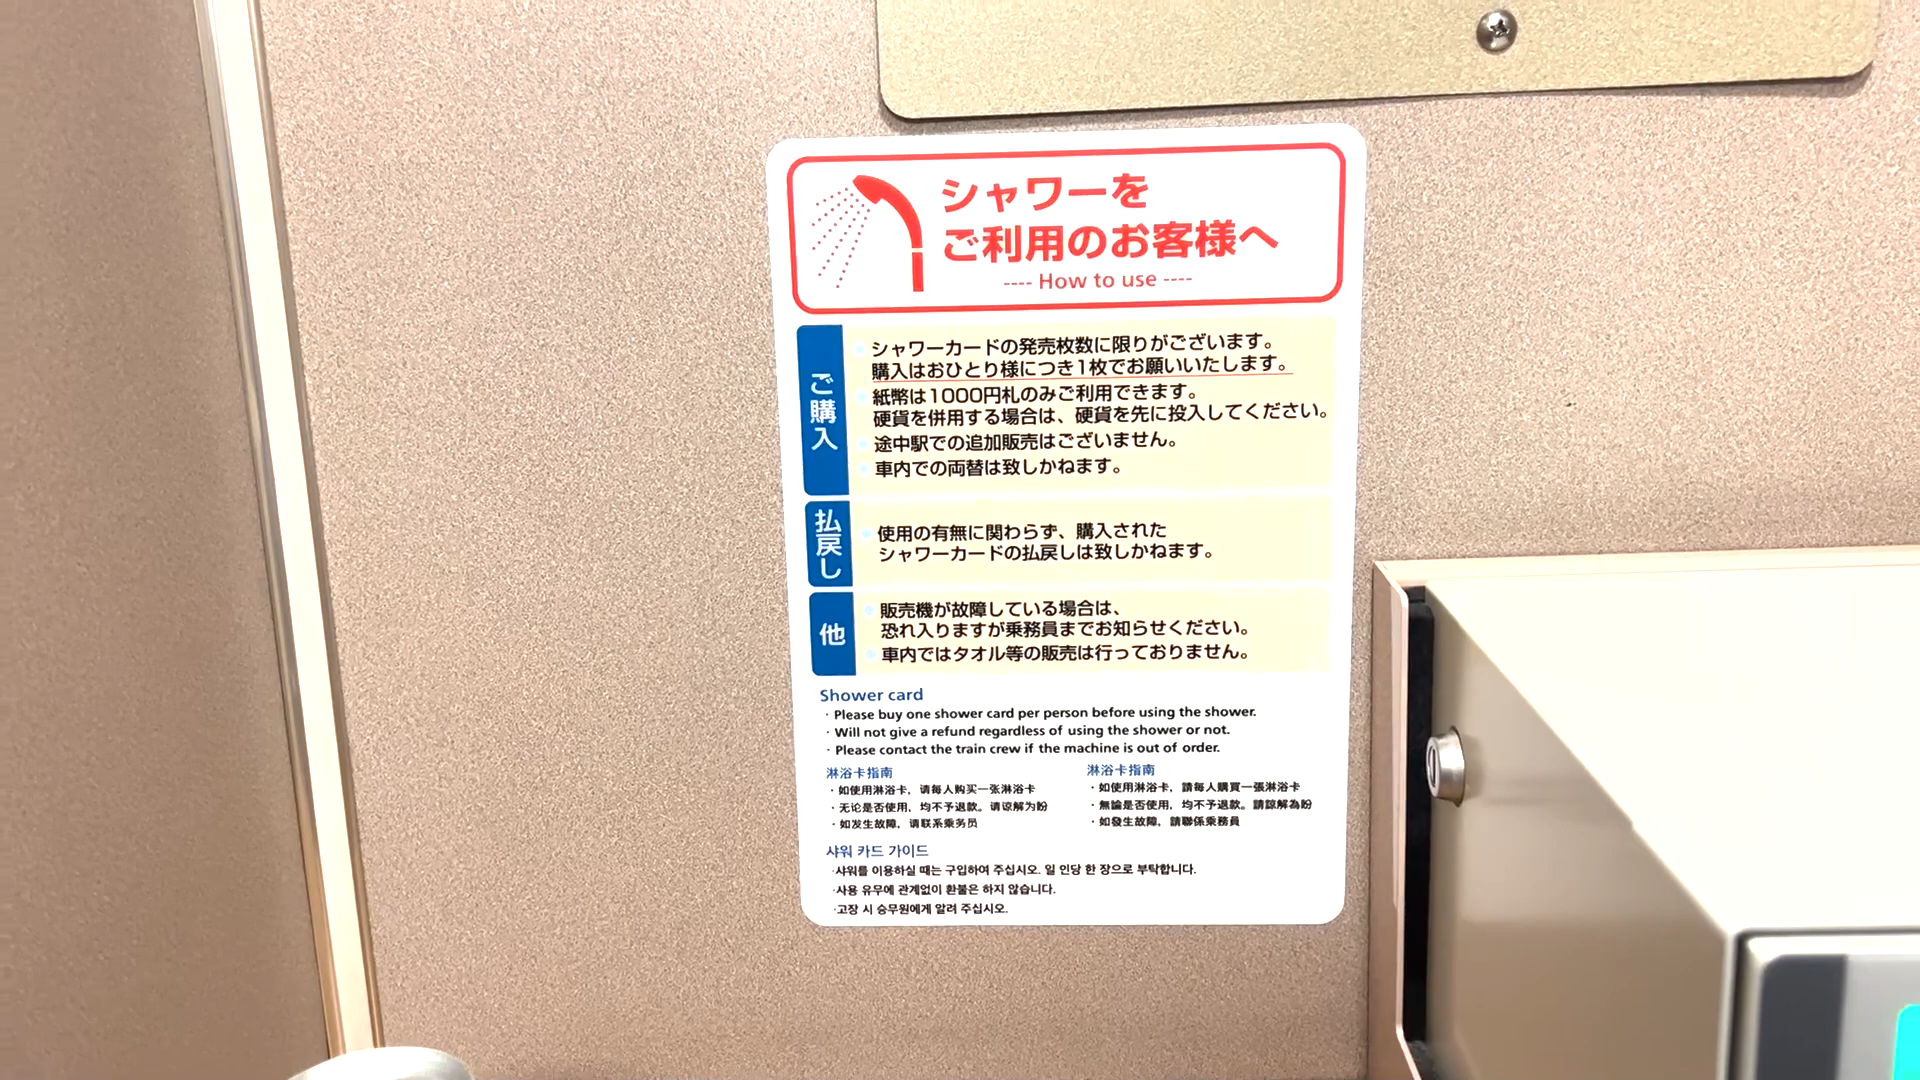 シャワーを
ご利用のお客様へ
---- How to use ----
ご購入
シャワーカードの発売枚数に限りがございます。
購入はおひとり様につき1枚でお願いいたします。
紙幣は1000円札のみご利用できます。
硬貨を併用する場合は、硬貨を先に投入してください。
途中駅での追加販売はございません。
車内での両替は致しかねます。
払戻し
使用の有無に関わらず、購入された
シャワーカードの払戻しは致しかねます。
他
販売機が故障している場合は、
恐れ入りますが乗務員までお知らせください。
車内ではタオル等の販売は行っておりません。
Shower card
・Please buy one shower card per person before using the shower.
・Will not give a refund regardless of using the shower or not.
・Please contact the train crew if the machine is out of order.
淋浴卡指南
・如使用淋浴卡，请每人购买一张淋浴卡
・无论是否使用，均不予退款。请谅解为盼
・如发生故障，请联系乘务员
淋浴卡指南
・如使用淋浴卡，請每人購買一張淋浴卡
・無論是否使用，均不予退款。請諒解為盼
・如發生故障，請聯係乘務員
샤워 카드 가이드
·샤워를 이용하실 때는 구입하여 주십시오. 일 인당 한 장으로 부탁합니다.
·사용 유무에 관계없이 환불은 하지 않습니다.
·고장 시 승무원에게 알려 주십시오.